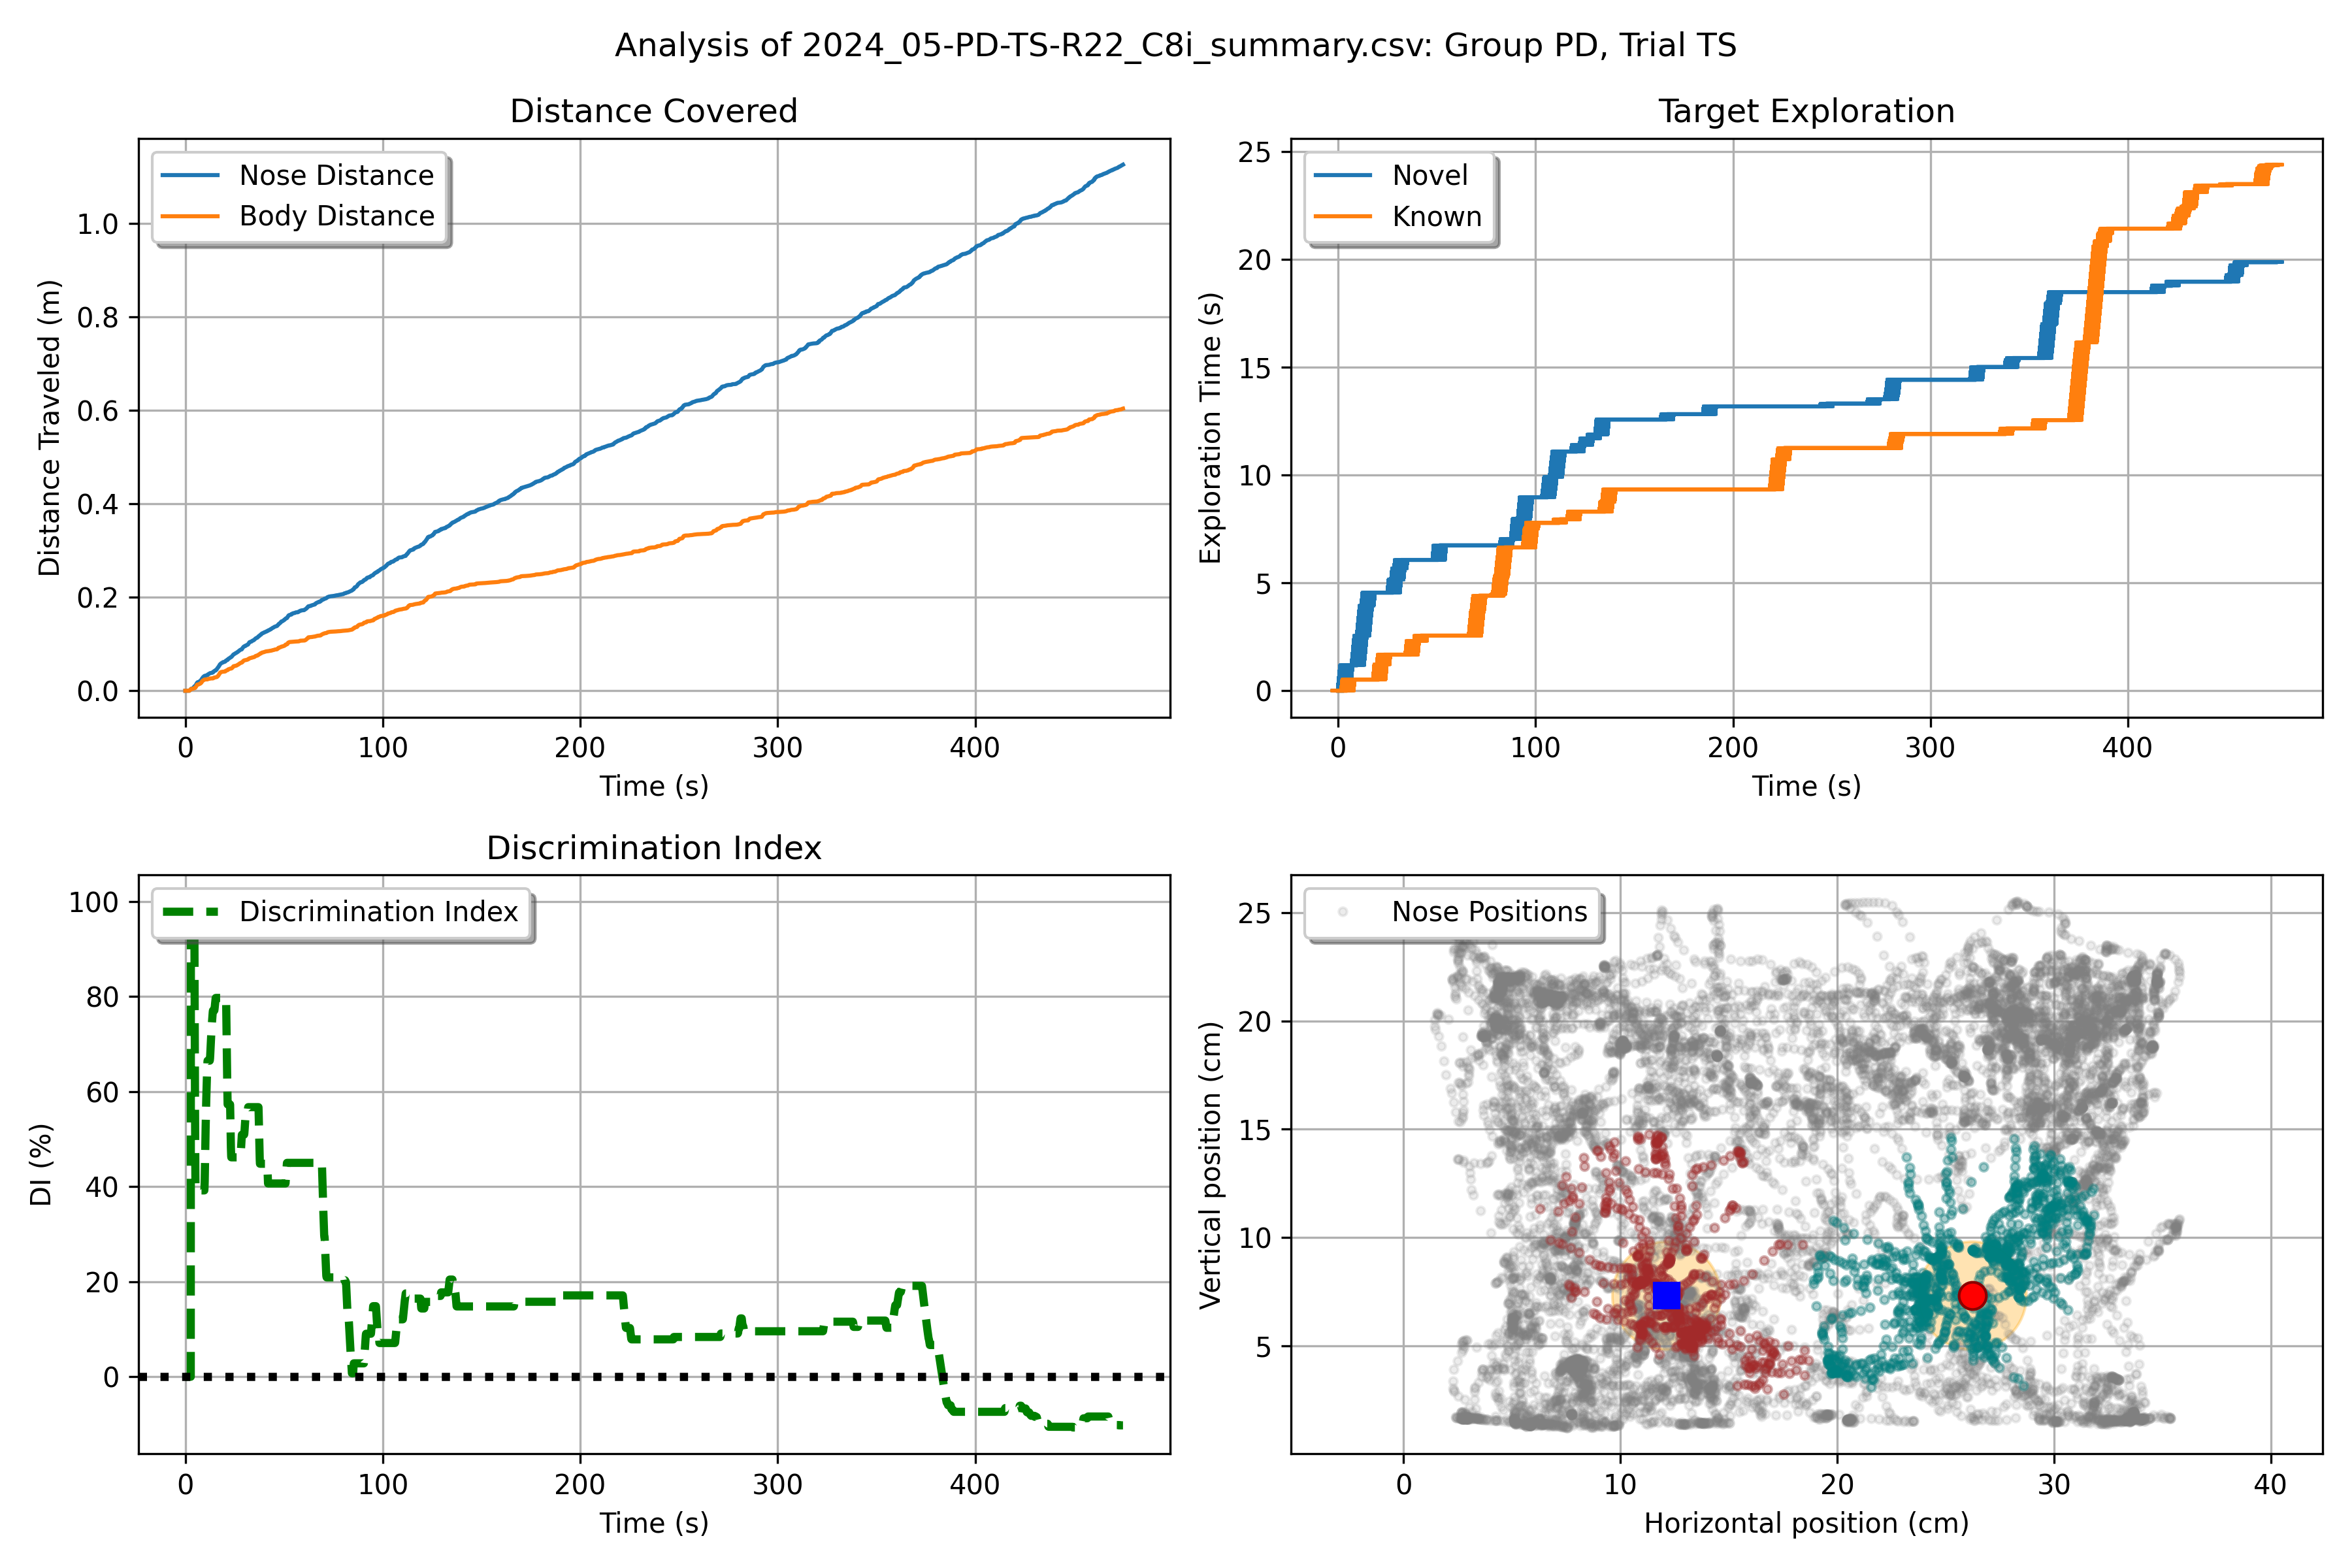 Analysis of 2024_05-PD-TS-R22_C8i_summary.csv: Group PD, Trial TS
Distance Covered
Nose Distance
Body Distance
Distance Traveled (m)
1.0
0.8
0.6
0.4
0.2
0.0
0 100 200 300 400
Time (s)
Target Exploration
Novel
Known
Exploration Time (s)
25
20
15
10
5
0
0 100 200 300 400
Time (s)
Discrimination Index
Discrimination Index
DI (%)
100
80
60
40
20
0
0 100 200 300 400
Time (s)
Nose Positions
Vertical position (cm)
25
20
15
10
5
0 10 20 30 40
Horizontal position (cm)